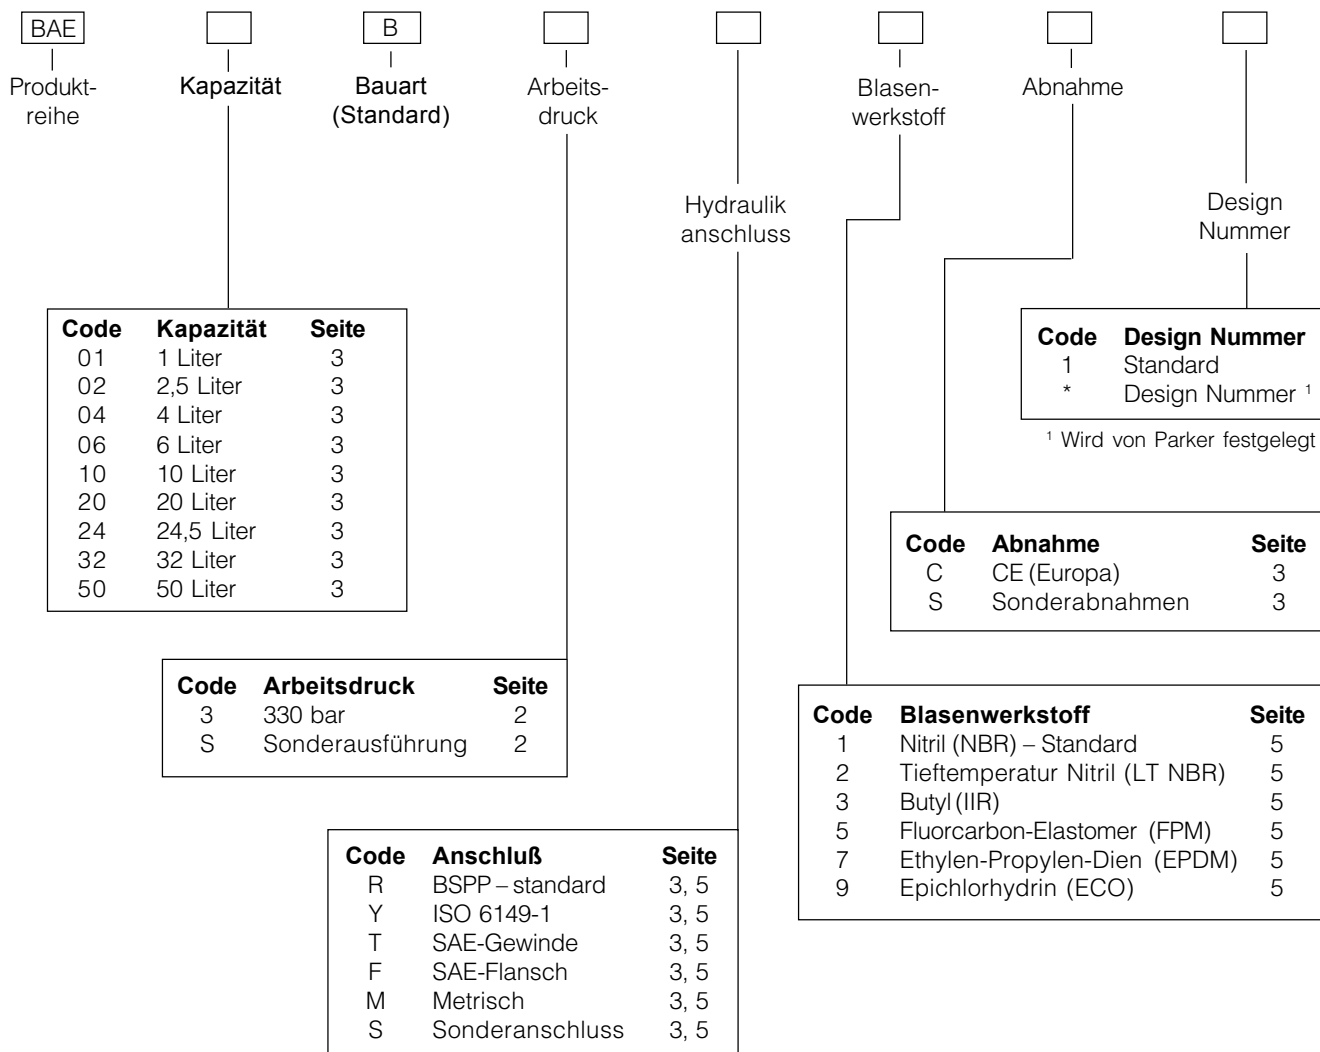 BAE B
Produkt-
reihe
Kapazität
Bauart
(Standard)
Arbeits-
druck
Hydraulik
anschluss
Blasen-
werkstoff
Abnahme
Design
Nummer
Code Kapazität Seite
01 1 Liter 3
02 2,5 Liter 3
04 4 Liter 3
06 6 Liter 3
10 10 Liter 3
20 20 Liter 3
24 24,5 Liter 3
32 32 Liter 3
50 50 Liter 3
Code Design Nummer
1 Standard
* Design Nummer ¹
¹ Wird von Parker festgelegt
Code Abnahme Seite
C CE (Europa) 3
S Sonderabnahmen 3
Code Arbeitsdruck Seite
3 330 bar 2
S Sonderausführung 2
Code Blasenwerkstoff Seite
1 Nitril (NBR) – Standard 5
2 Tieftemperatur Nitril (LT NBR) 5
3 Butyl (IIR) 5
5 Fluorcarbon-Elastomer (FPM) 5
7 Ethylen-Propylen-Dien (EPDM) 5
9 Epichlorhydrin (ECO) 5
Code Anschluß Seite
R BSPP – standard 3, 5
Y ISO 6149-1 3, 5
T SAE-Gewinde 3, 5
F SAE-Flansch 3, 5
M Metrisch 3, 5
S Sonderanschluss 3, 5